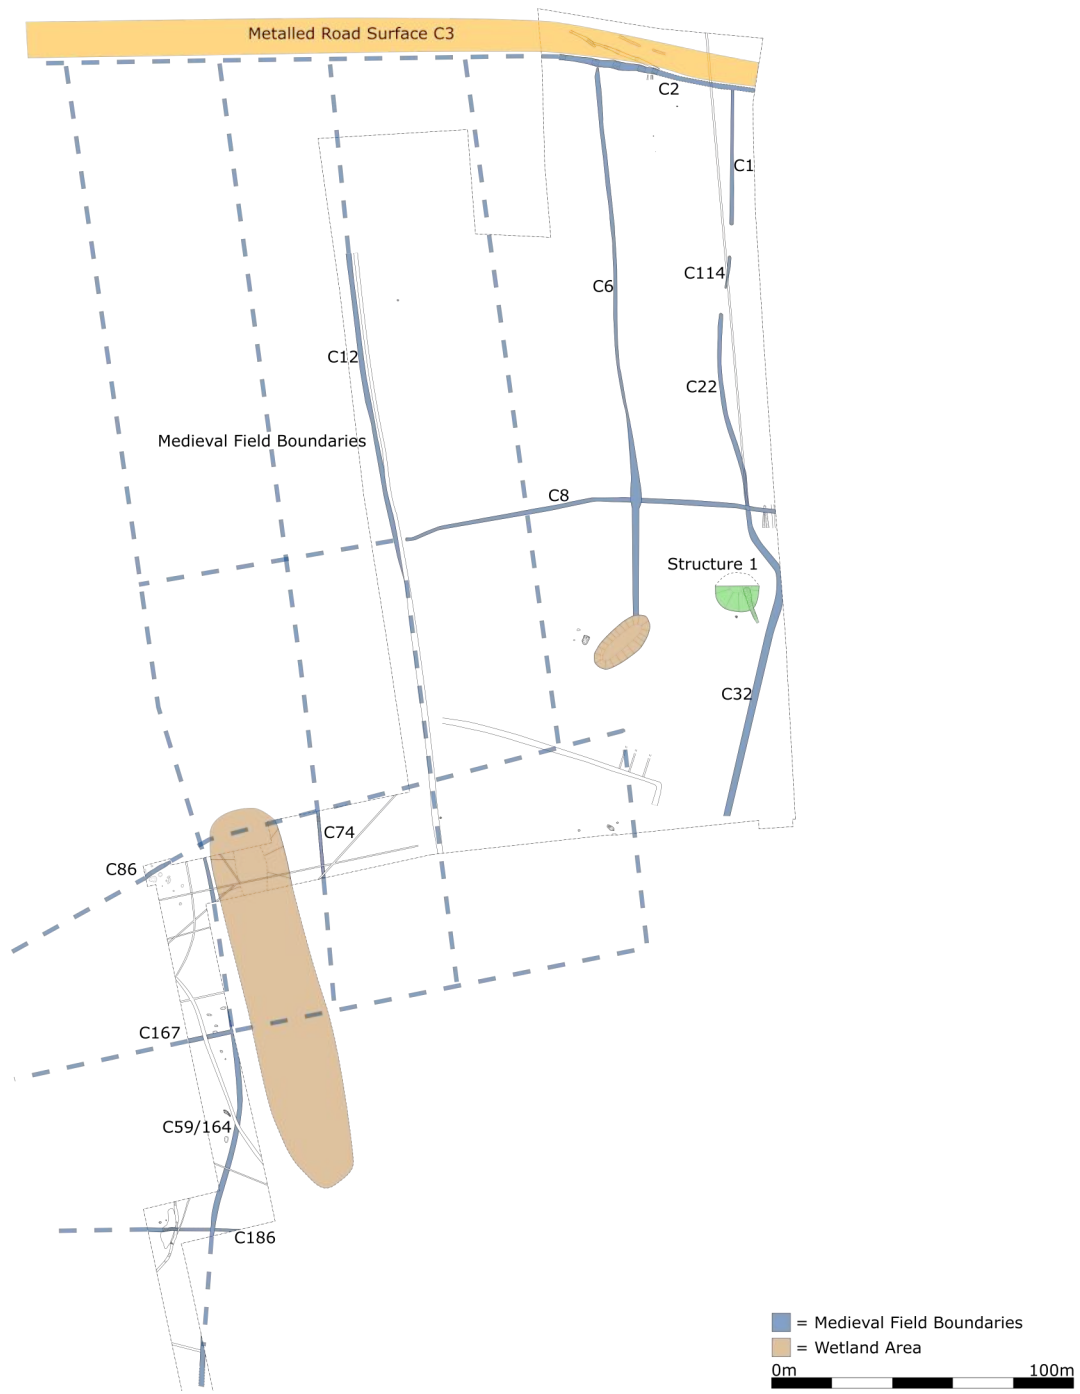 Metalled Road Surface C3
C2
C1
C114
C6
C12
C22
Medieval Field Boundaries
C8
Structure 1
C32
C74
C86
C167
C59/164
C186
= Medieval Field Boundaries
= Wetland Area
0m 100m